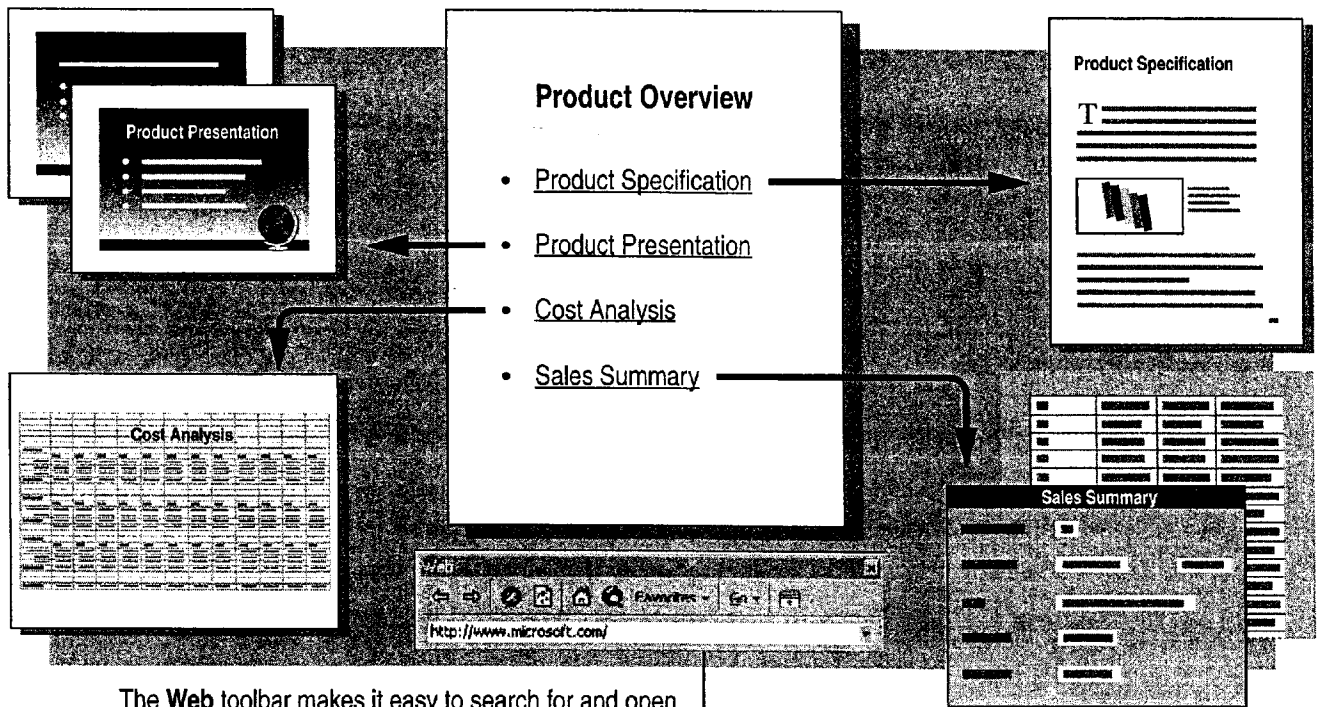 Product Overview
• Product Specification
• Product Presentation
• Cost Analysis
• Sales Summary
Product Presentation
Product Specification
T
Cost Analysis
Sales Summary
Web
Favorites
Go
http://www.microsoft.com/
The Web toolbar makes it easy to search for and open